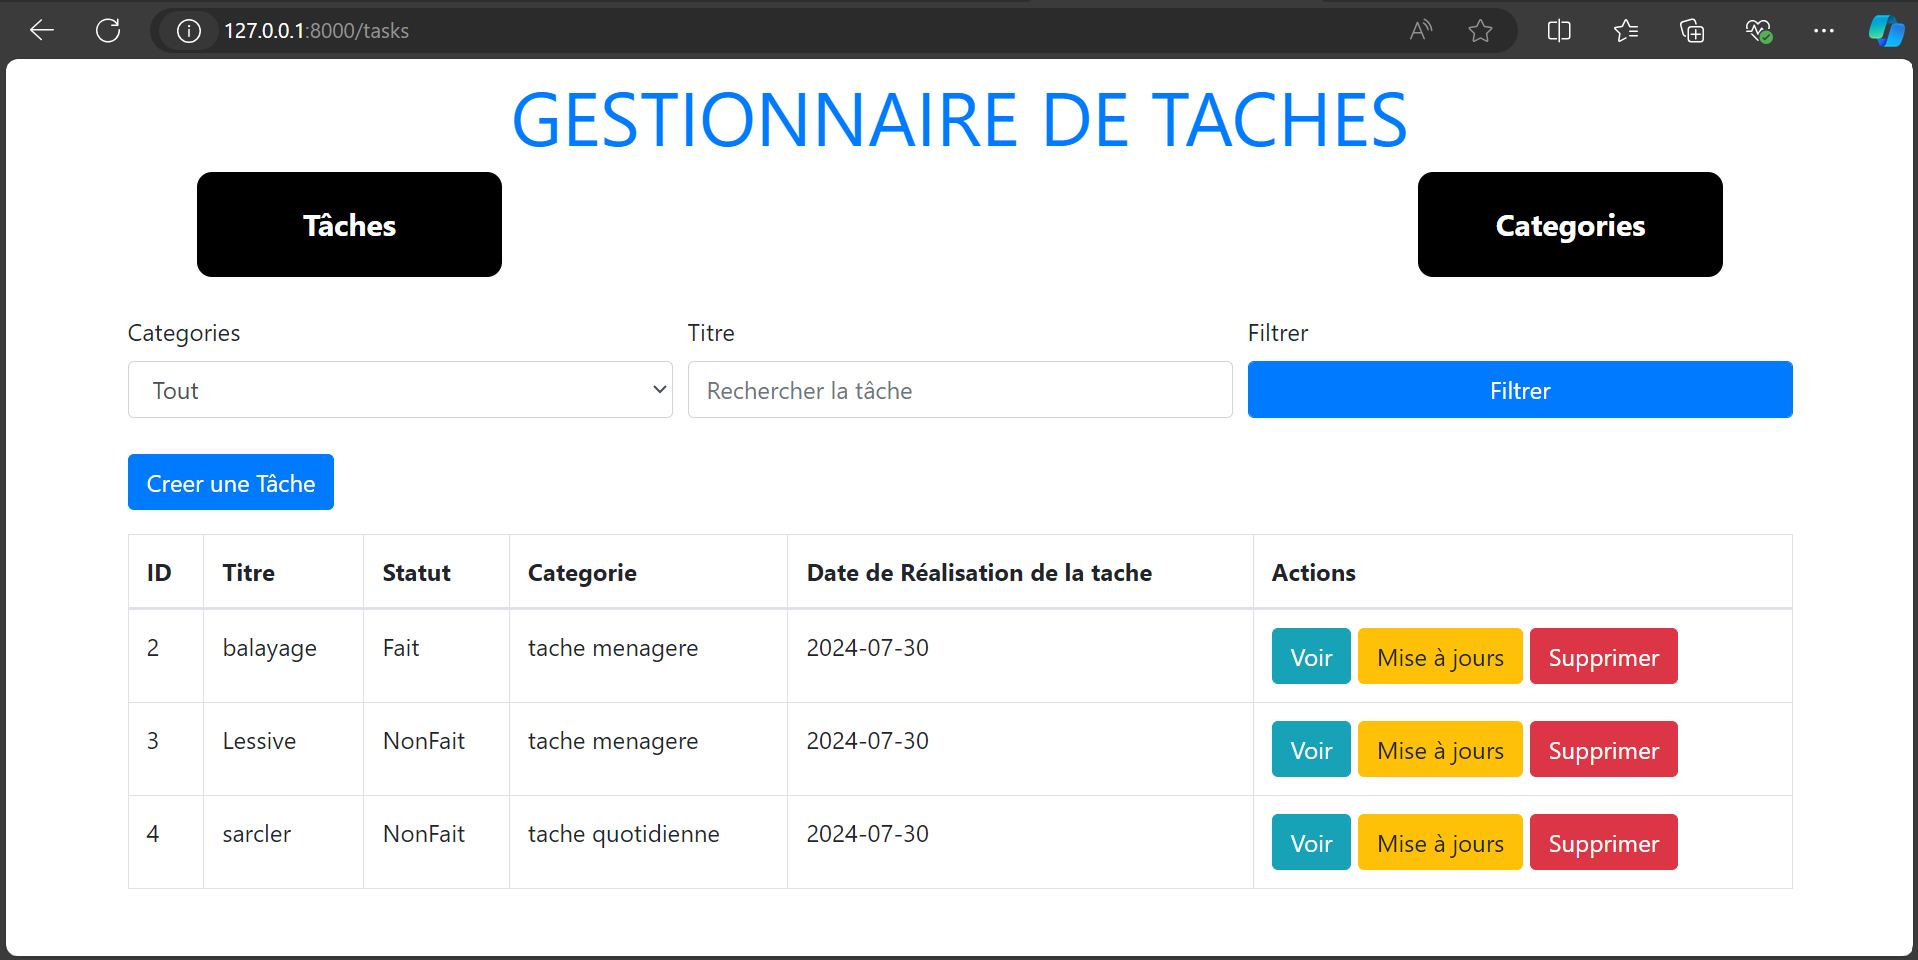 127.0.0.1:8000/tasks
GESTIONNAIRE DE TACHES
Tâches Categories
Categories Titre Filtrer
Tout Rechercher la tâche Filtrer
Creer une Tâche
ID Titre Statut Categorie Date de Réalisation de la tache Actions
2 balayage Fait tache menagere 2024-07-30 Voir Mise à jours Supprimer
3 Lessive NonFait tache menagere 2024-07-30 Voir Mise à jours Supprimer
4 sarcler NonFait tache quotidienne 2024-07-30 Voir Mise à jours Supprimer